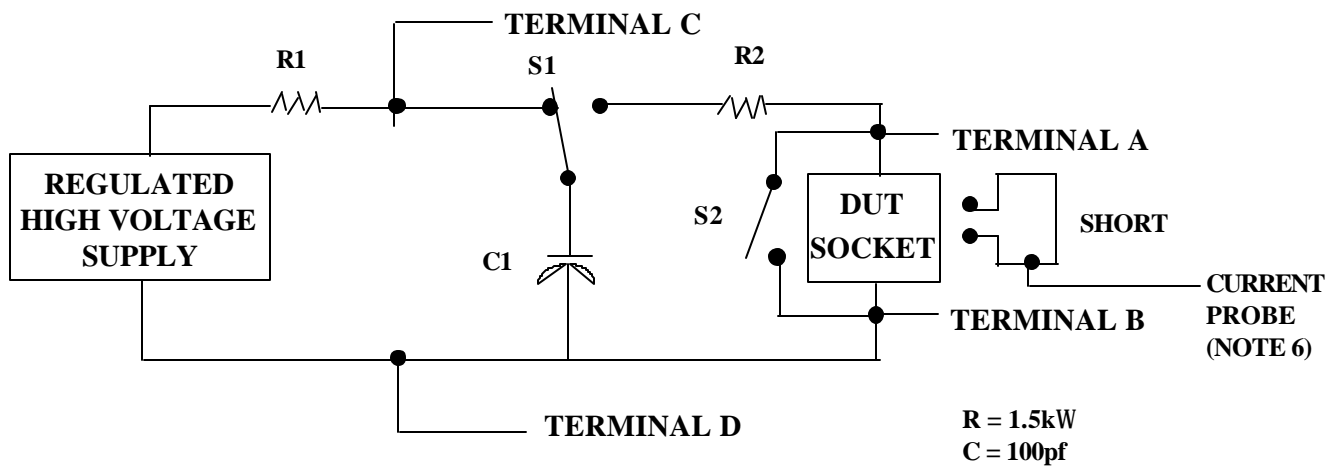 TERMINAL C
R1
S1
R2
REGULATED
HIGH VOLTAGE
SUPPLY
TERMINAL A
S2
DUT
SOCKET
SHORT
C1
CURRENT
PROBE
(NOTE 6)
TERMINAL B
TERMINAL D
R = 1.5kW
C = 100pf